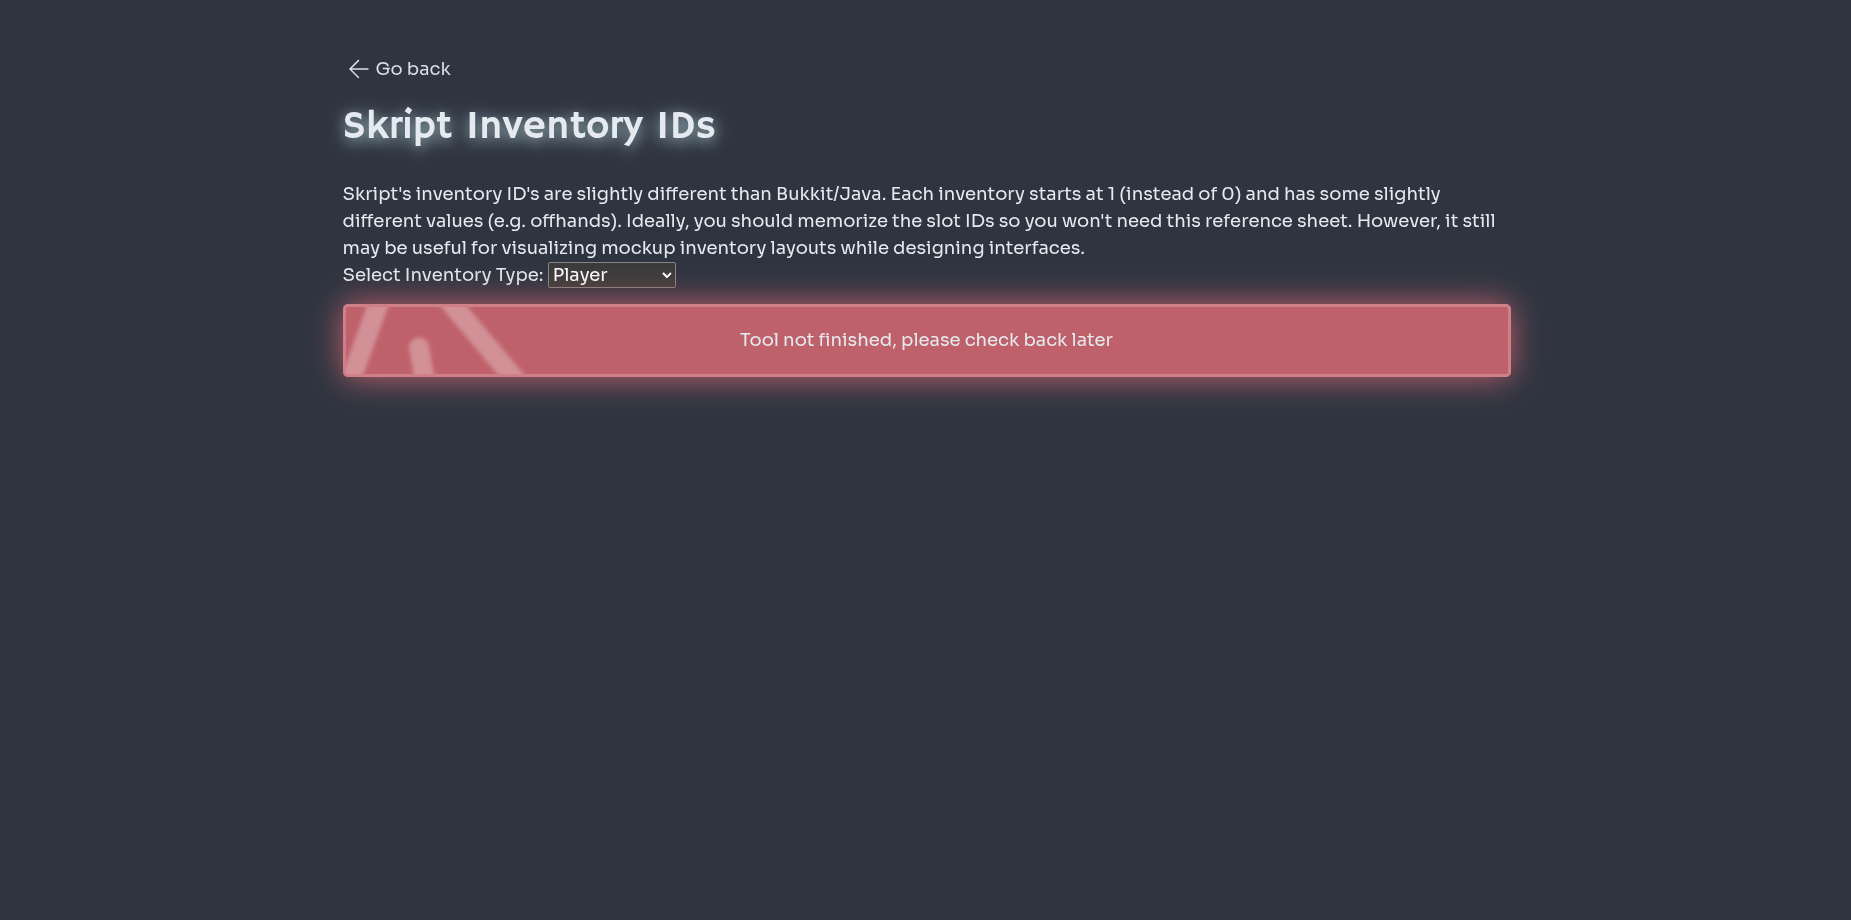 Go back
Skript Inventory IDs
Skript's inventory ID's are slightly different than Bukkit/Java. Each inventory starts at 1 (instead of 0) and has some slightly
different values (e.g. offhands). Ideally, you should memorize the slot IDs so you won't need this reference sheet. However, it still
may be useful for visualizing mockup inventory layouts while designing interfaces.
Select Inventory Type: Player
Tool not finished, please check back later